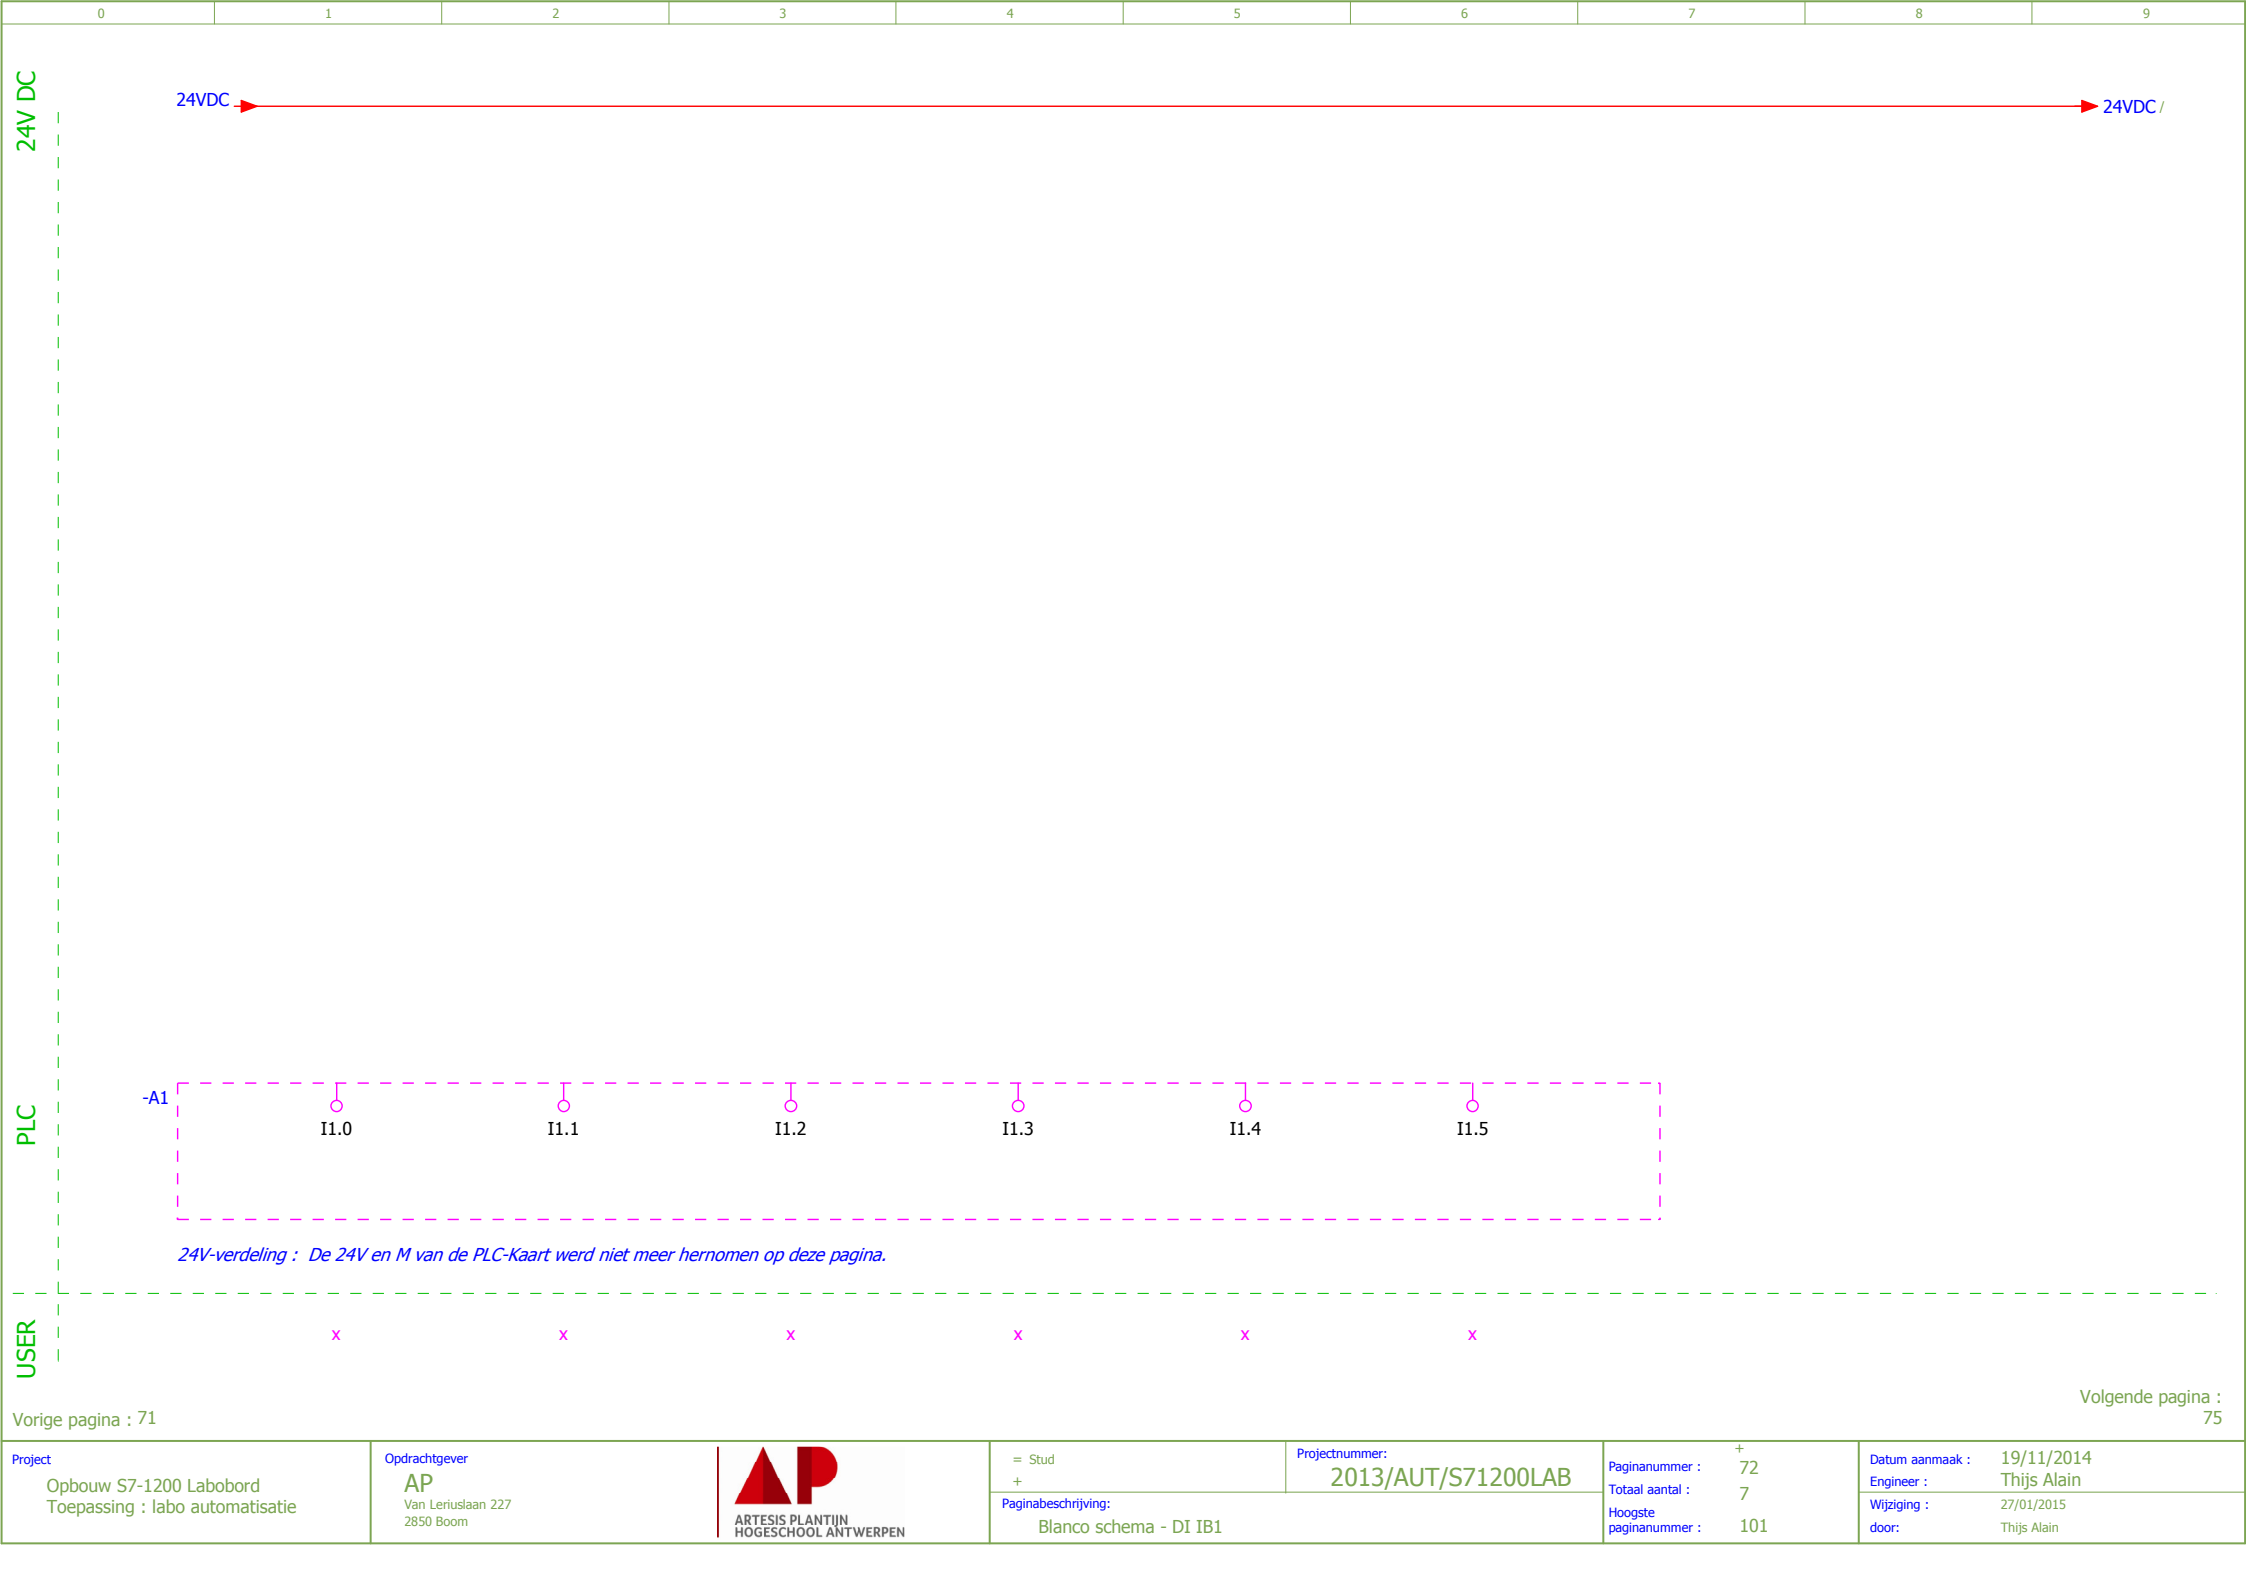 0 1 2 3 4 5 6 7 8 9
24V DC
24VDC
24VDC /
PLC
-A1
I1.0 I1.1 I1.2 I1.3 I1.4 I1.5
24V-verdeling : De 24V en M van de PLC-Kaart werd niet meer hernomen op deze pagina.
USER
x x x x x x
Vorige pagina : 71
Volgende pagina :
75
Project
Opbouw S7-1200 Labobord
Toepassing : labo automatisatie
Opdrachtgever
AP
Van Leriuslaan 227
2850 Boom
AP
ARTESIS PLANTIJN
HOGESCHOOL ANTWERPEN
= Stud
+
Projectnummer:
2013/AUT/S71200LAB
Paginabeschrijving:
Blanco schema - DI IB1
+
Paginanummer : 72
Totaal aantal : 7
Hoogste
paginanummer : 101
Datum aanmaak : 19/11/2014
Engineer : Thijs Alain
Wijziging : 27/01/2015
door: Thijs Alain